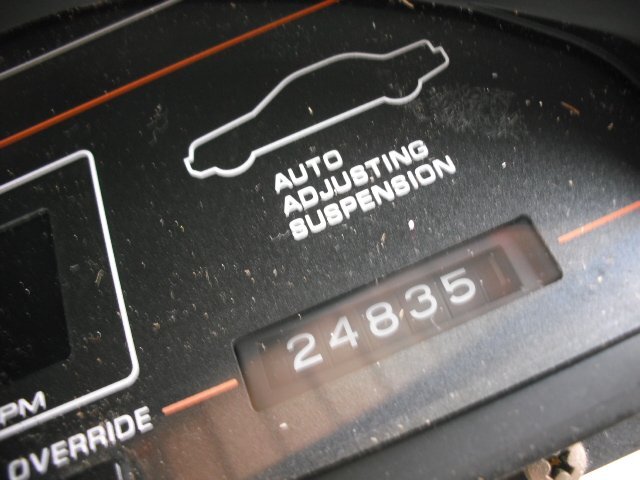 AUTO
ADJUSTING
SUSPENSION
24835
PM
OVERRIDE